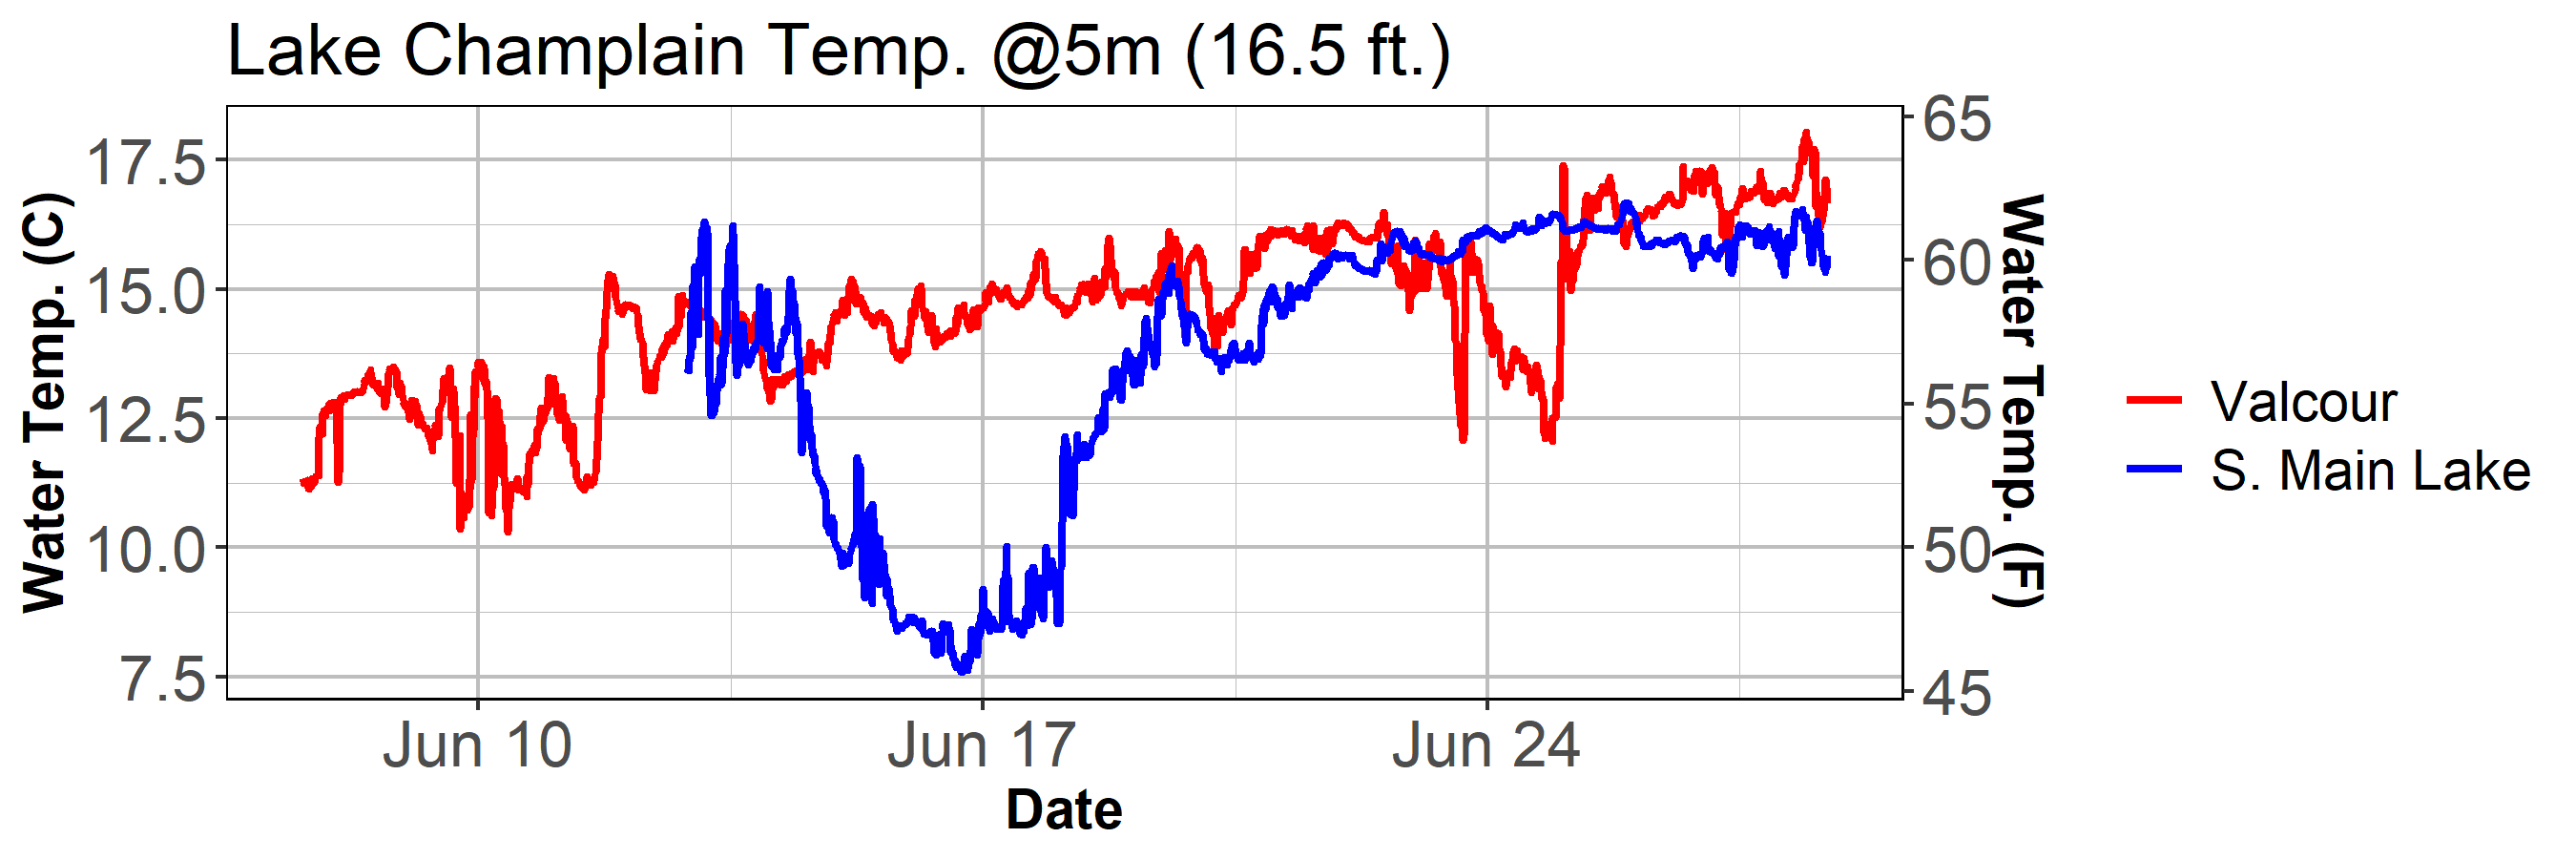 Lake Champlain Temp. @5m (16.5 ft.)
Water Temp. (C)
17.5
15.0
12.5
10.0
7.5
65
60
55
50
45
Water Temp. (F)
Jun 10
Jun 17
Jun 24
Date
Valcour
S. Main Lake